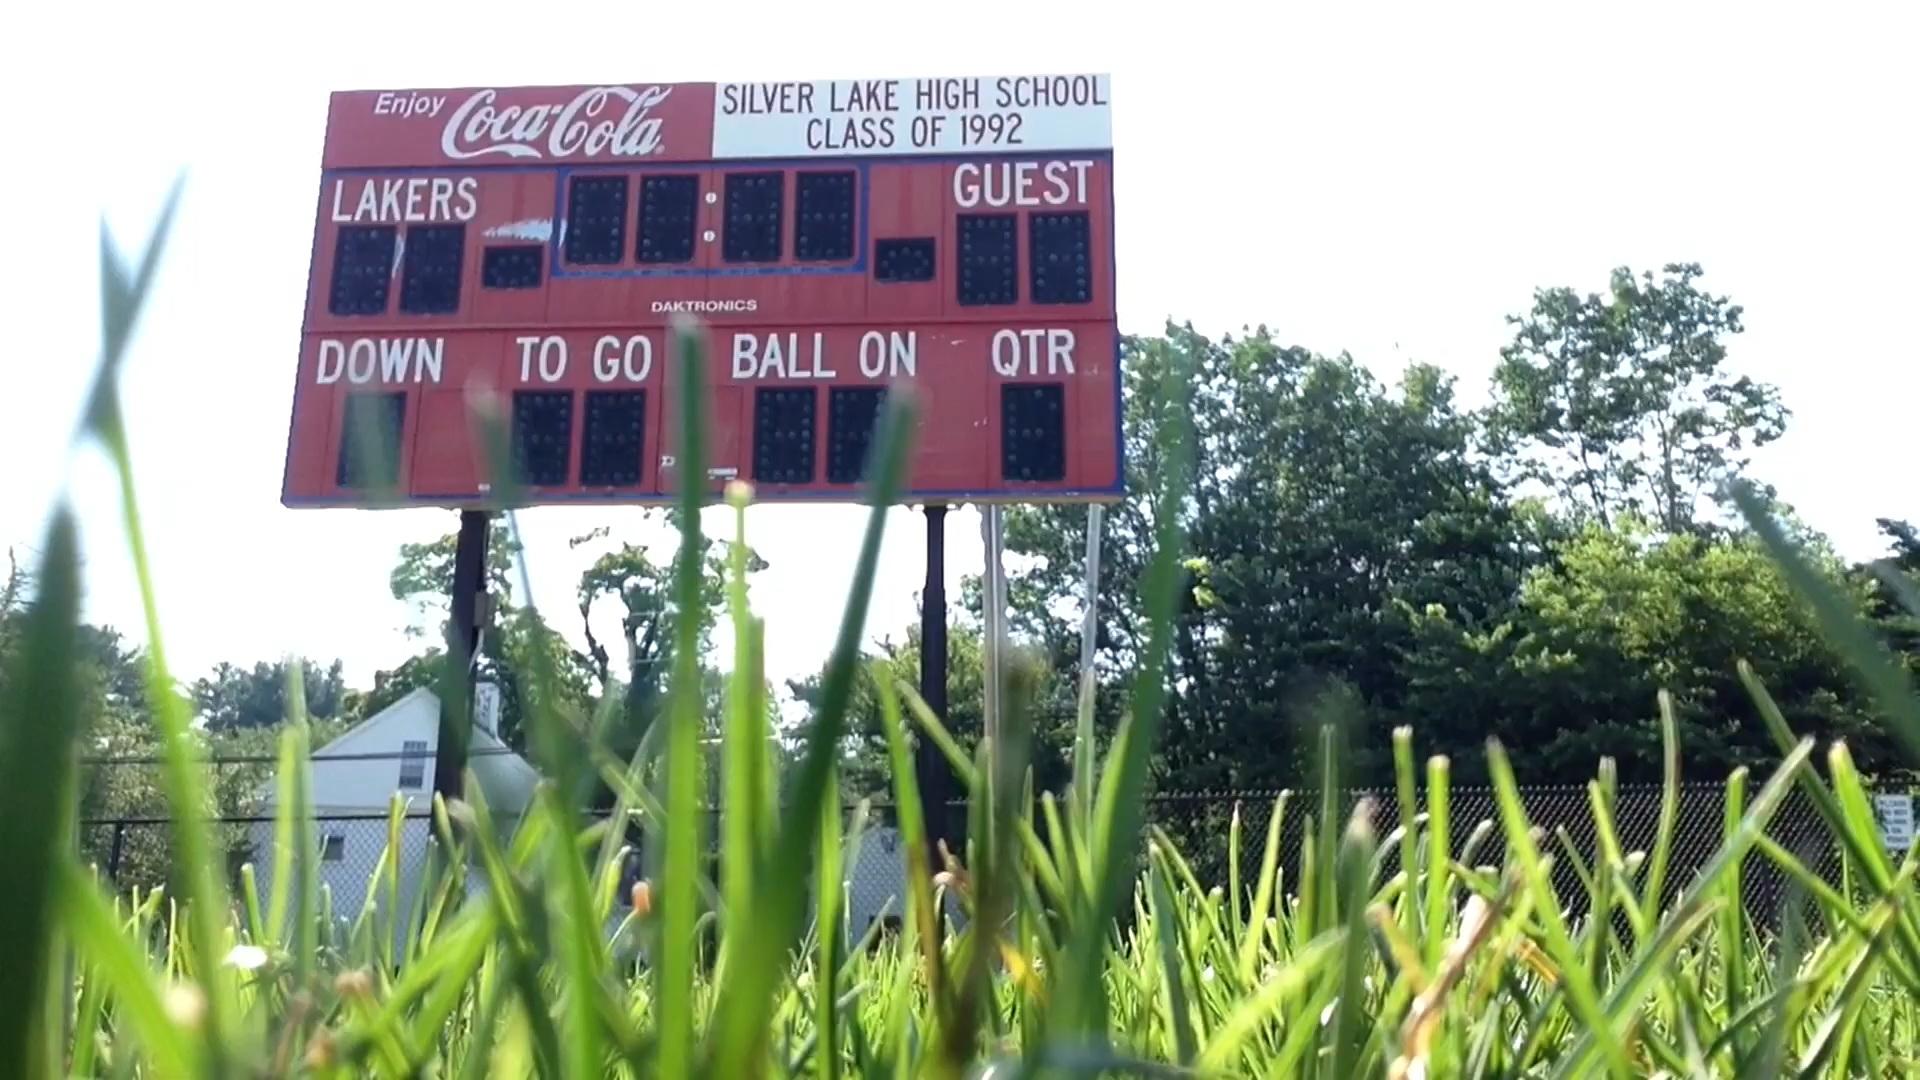 Enjoy Coca-Cola
SILVER LAKE HIGH SCHOOL
CLASS OF 1992
LAKERS
GUEST
DAKTRONICS
DOWN TO GO BALL ON QTR